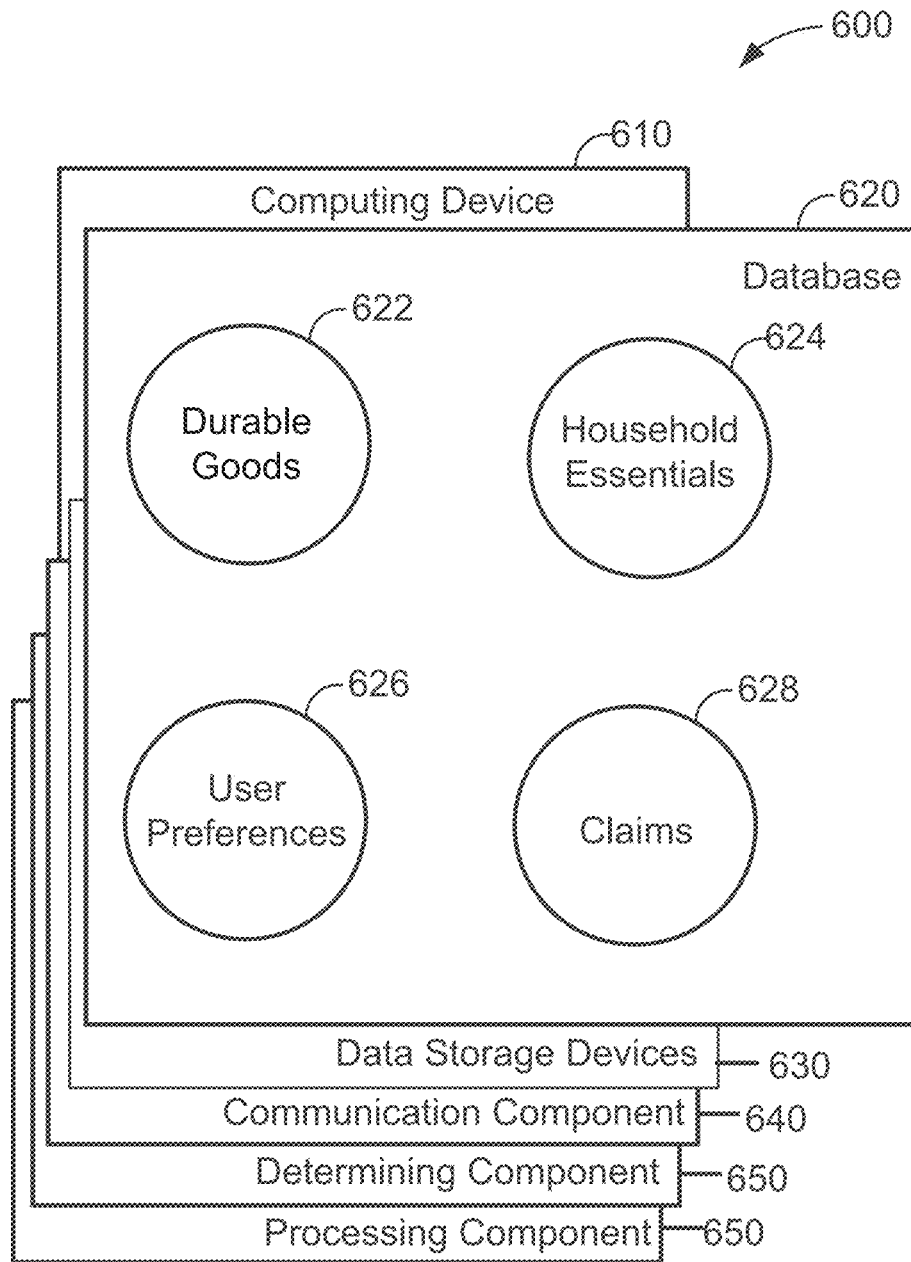 600
610
Computing Device
620
Database
622
624
Durable
Goods
Household
Essentials
626
628
User
Preferences
Claims
Data Storage Devices
630
Communication Component
640
Determining Component
650
Processing Component
650